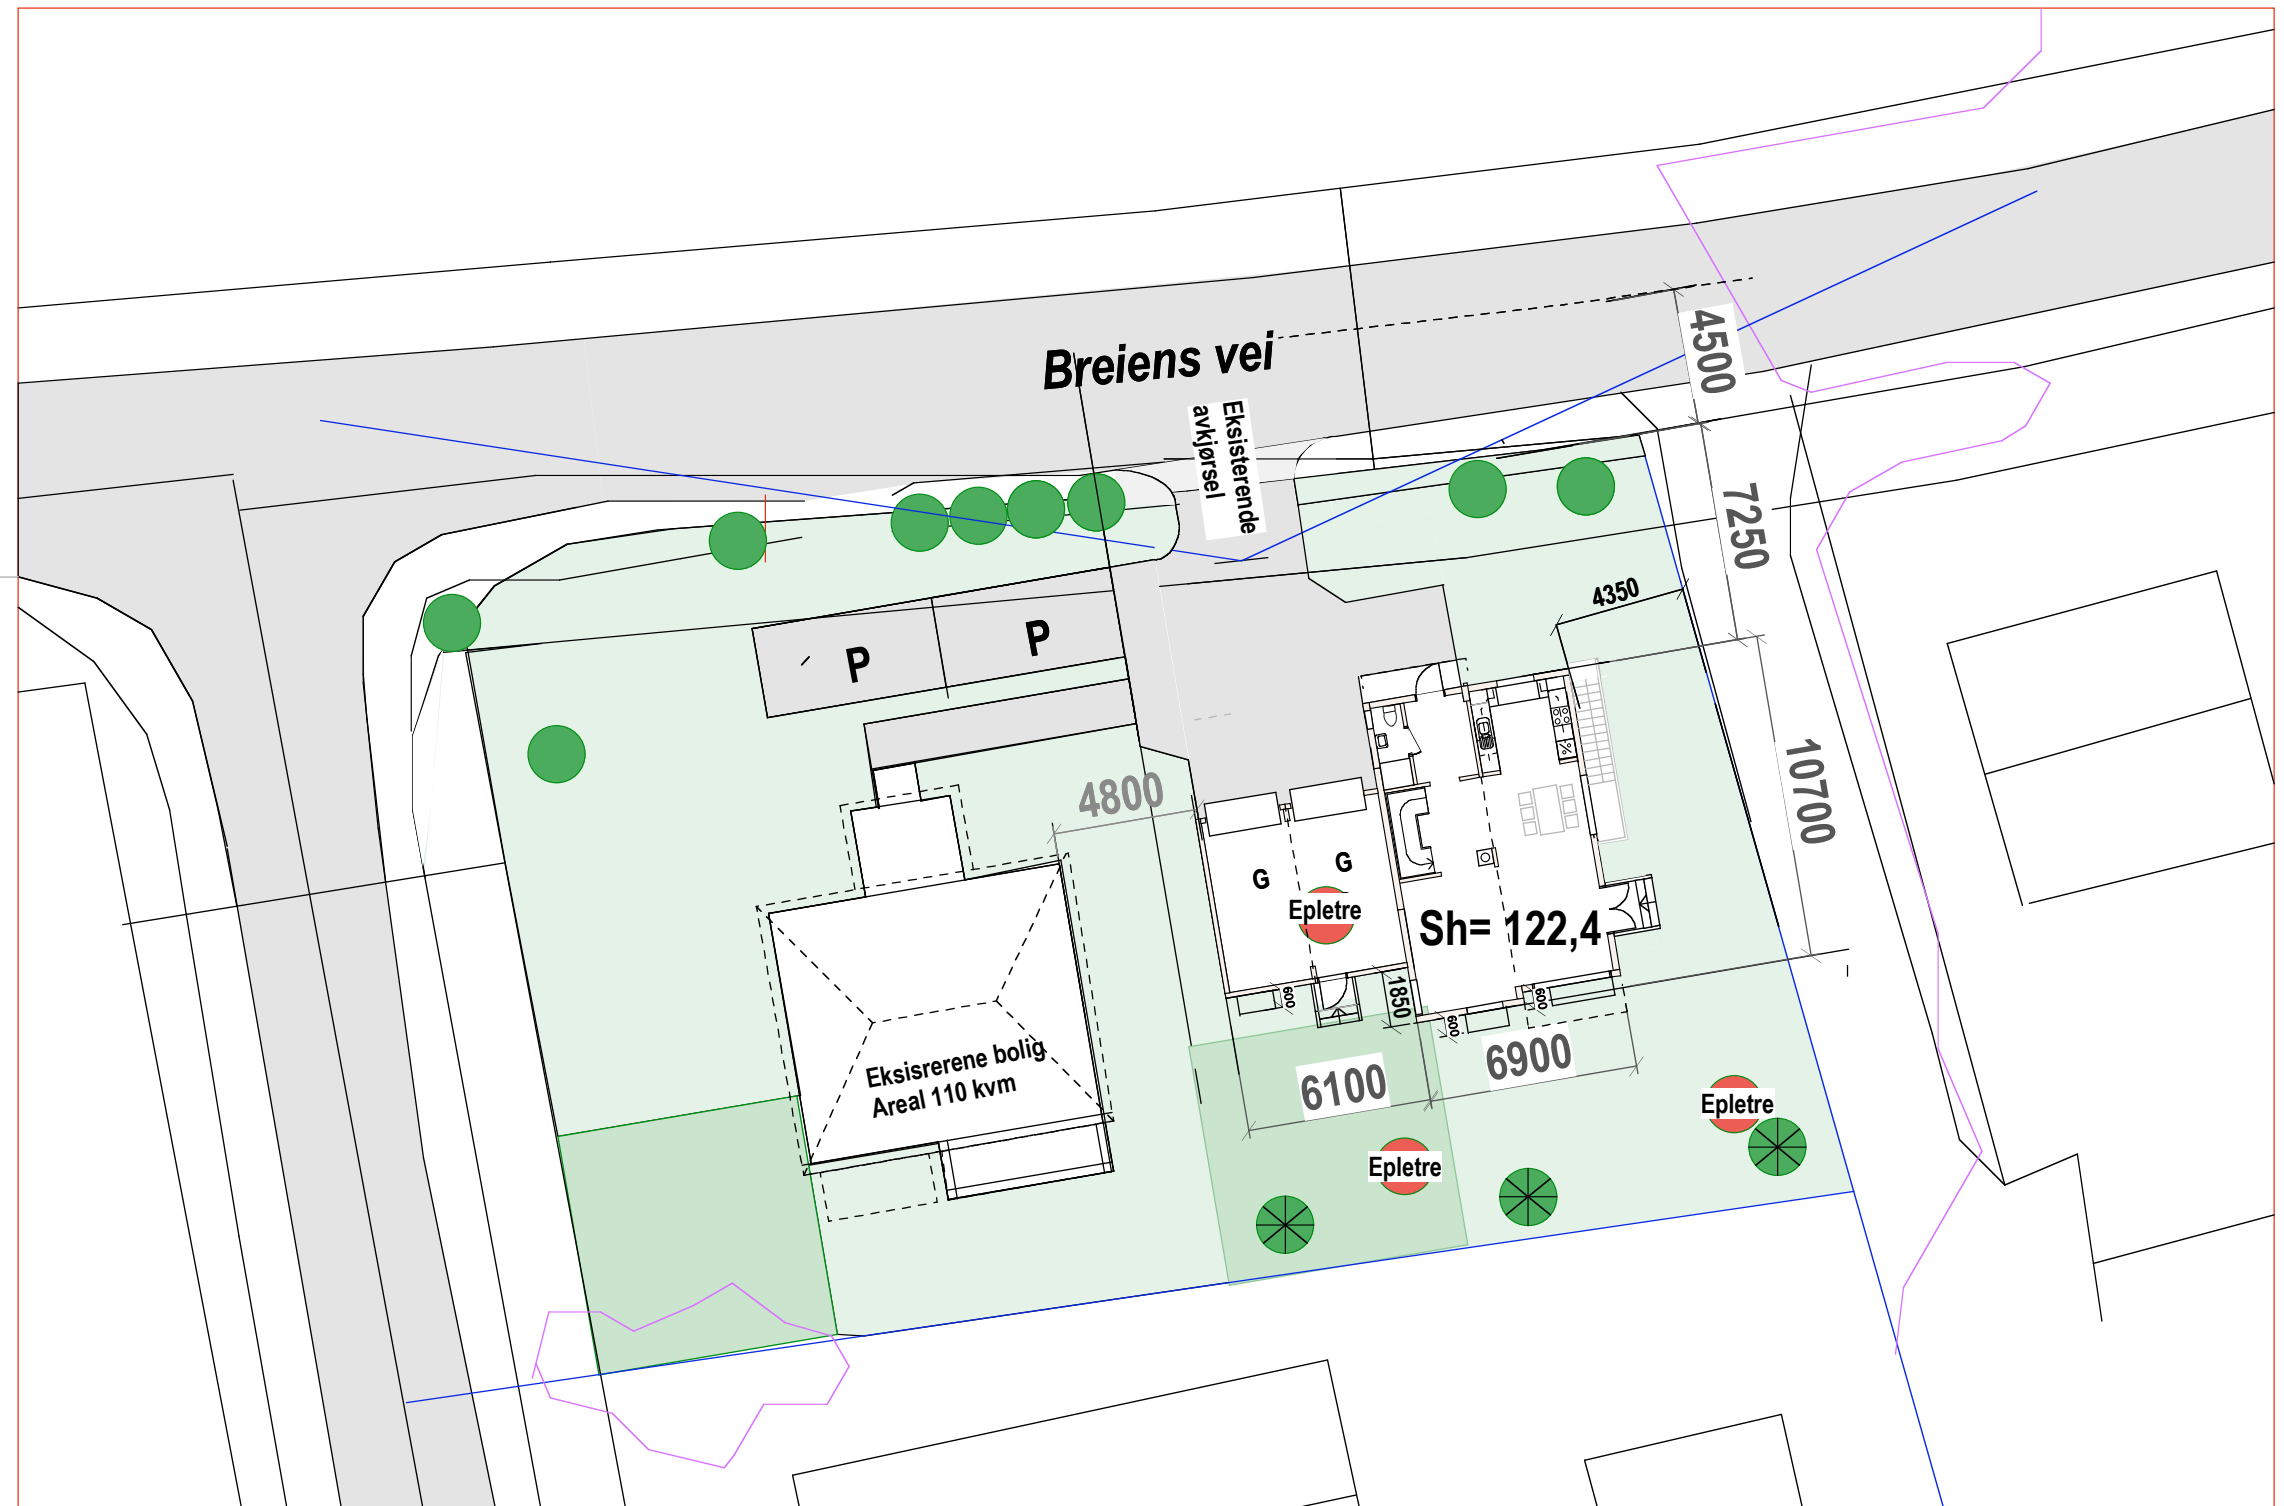 4500
Breiens vei
Eksisterende
avkjørsel
7250
4350
P
P
10700
4800
G
G
Epletre
Sh= 122,4
600
1850
600
600
Eksisrerene bolig
Areal 110 kvm
6100
6900
Epletre
Epletre